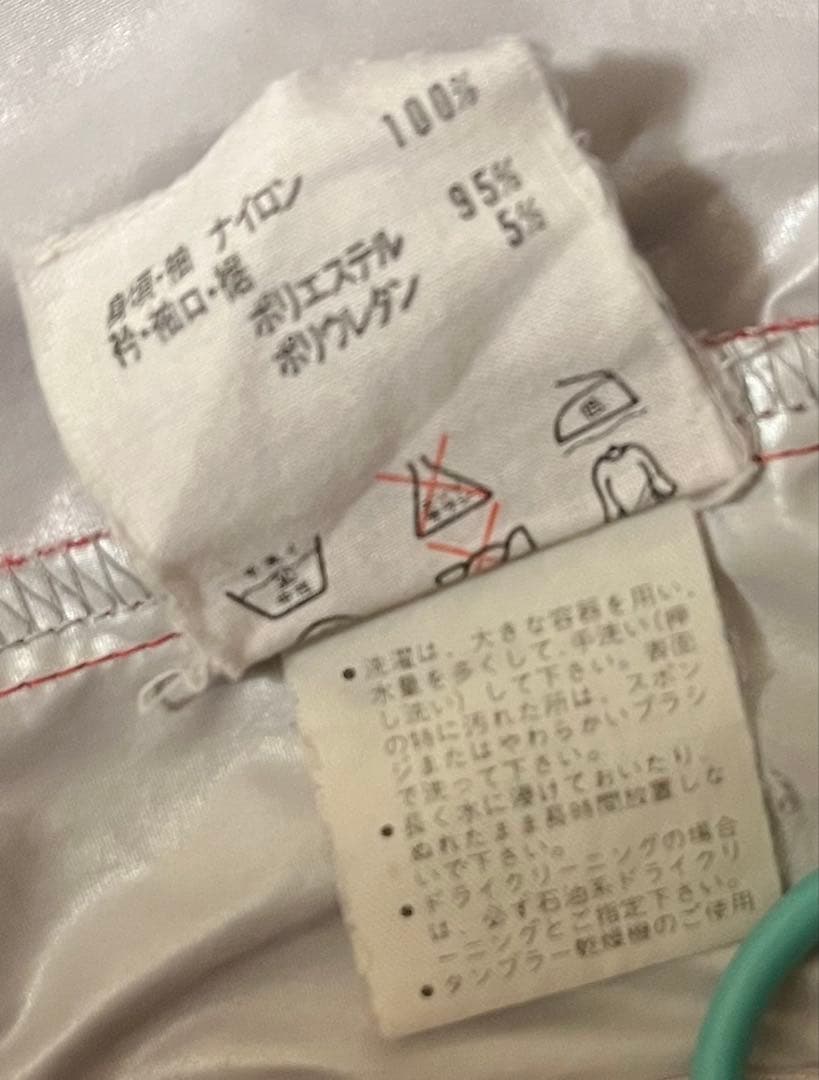 身頃・袖 ナイロン 100%
衿・袖口・裾
ポリエステル 95%
ポリウレタン 5%
低
• 洗濯は、大きな容器を用い、
水量を多くして、手洗い(押
し洗い)して下さい。表面
の特に汚れた所は、スポン
ジまたはやわらかいブラシ
で洗って下さい。
• 長く水に浸けておいたり、
ぬれたまま長時間放置しな
いで下さい。
• ドライクリーニングの場合
は、必ず石油系ドライクリ
ーニングとご指定下さい。
• タンブラー乾燥機のご使用